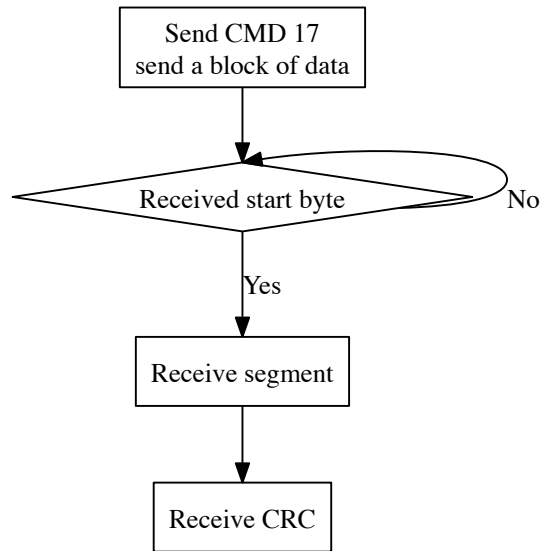 Send CMD 17
send a block of data
Received start byte
No
Yes
Receive segment
Receive CRC